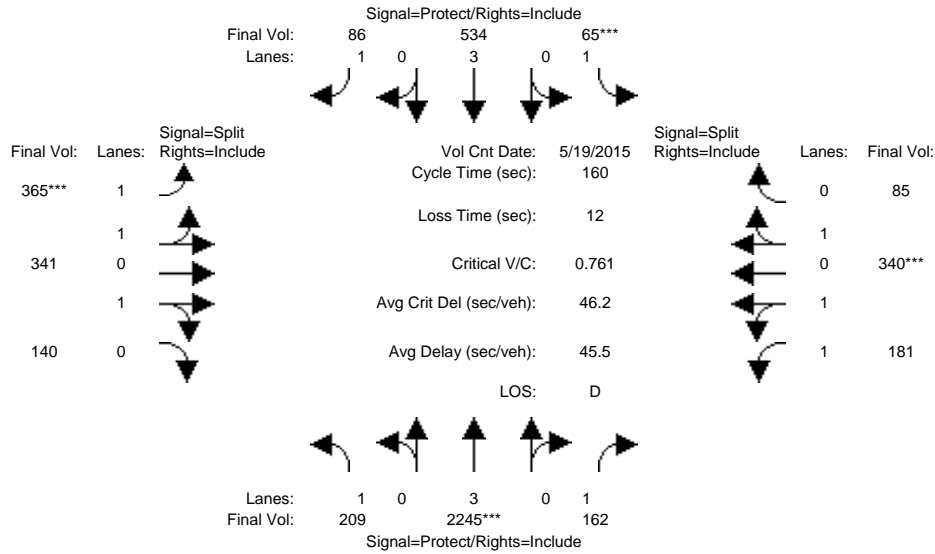 Signal=Protect/Rights=Include
Final Vol: 86 534 65***
Lanes: 1 0 3 0 1
Signal=Split Signal=Split
Final Vol: Lanes: Rights=Include Vol Cnt Date: 5/19/2015 Rights=Include Lanes: Final Vol:
Cycle Time (sec): 160
365*** 1 0 85
Loss Time (sec): 12
1 1
341 0 Critical V/C: 0.761 0 340***
1 Avg Crit Del (sec/veh): 46.2 1
140 0 Avg Delay (sec/veh): 45.5 1 181
LOS: D
Lanes: 1 0 3 0 1
Final Vol: 209 2245*** 162
Signal=Protect/Rights=Include